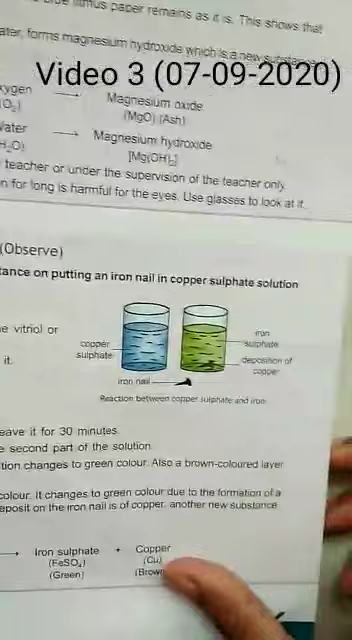 litmus paper remains as it is. This shows that
ater, forms magnesium hydroxide which is a new substance
Video 3 (07-09-2020)
xygen → Magnesium oxide
(O₂) (MgO) (Ash)
Water → Magnesium hydroxide
H₂O) [Mg(OH)₂]
teacher or under the supervision of the teacher only
n for long is harmful for the eyes. Use glasses to look at it.
(Observe)
tance on putting an iron nail in copper sulphate solution
e vitriol or
it.
copper sulphate
iron sulphate
deposition of copper
iron nail
Reaction between copper sulphate and iron
eave it for 30 minutes.
e second part of the solution
tion changes to green colour. Also a brown-coloured layer
colour. It changes to green colour due to the formation of a
eposit on the iron nail is of copper, another new substance
→ Iron sulphate + Copper
(FeSO₄) (Cu)
(Green) (Brown